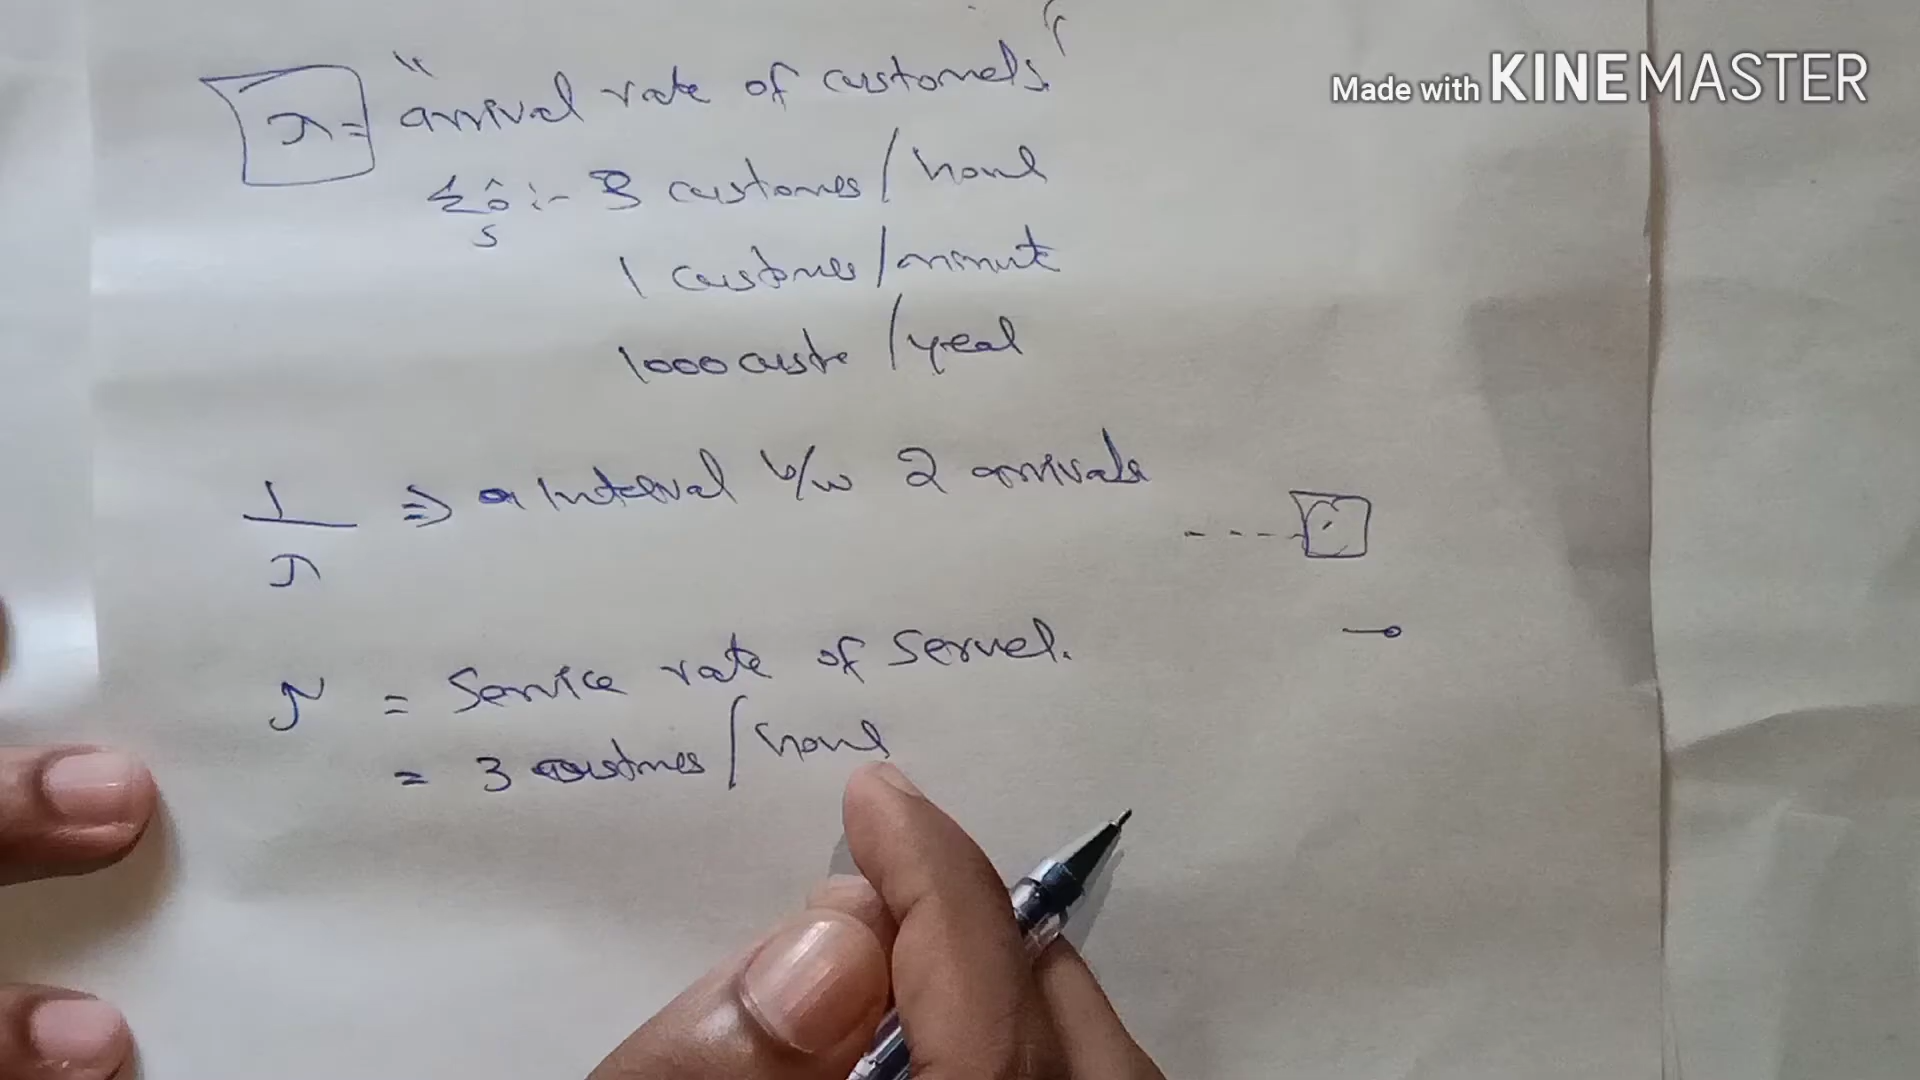 Made with KINEMASTER
λ = "arrival rate of customers"
3 customers/hour
1 customer/minute
1000 custe/year
1/λ ⇒ a interval b/w 2 arrivals
μ = Service rate of Server.
= 3 customers/hour